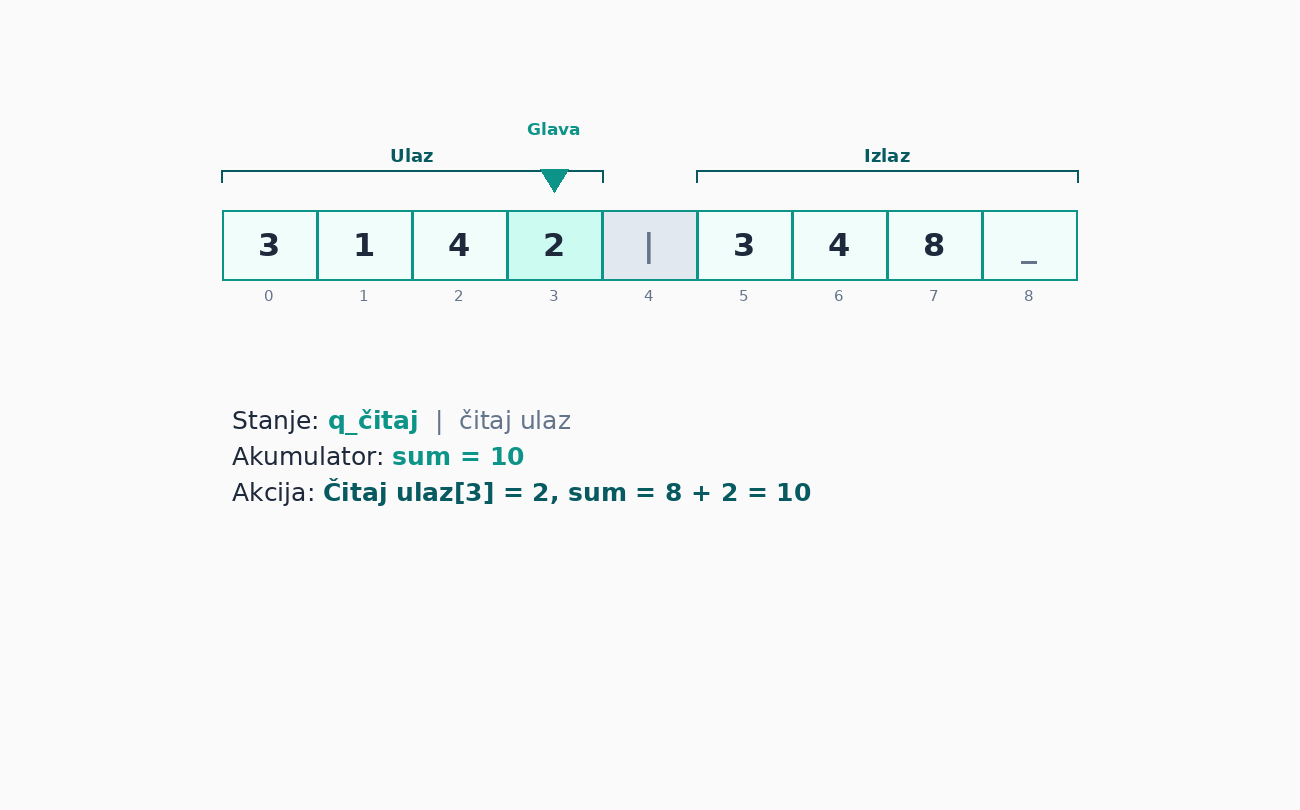 Glava
Ulaz Izlaz
3 1 4 2 | 3 4 8 _
0 1 2 3 4 5 6 7 8
Stanje: q_čitaj | čitaj ulaz
Akumulator: sum = 10
Akcija: Čitaj ulaz[3] = 2, sum = 8 + 2 = 10